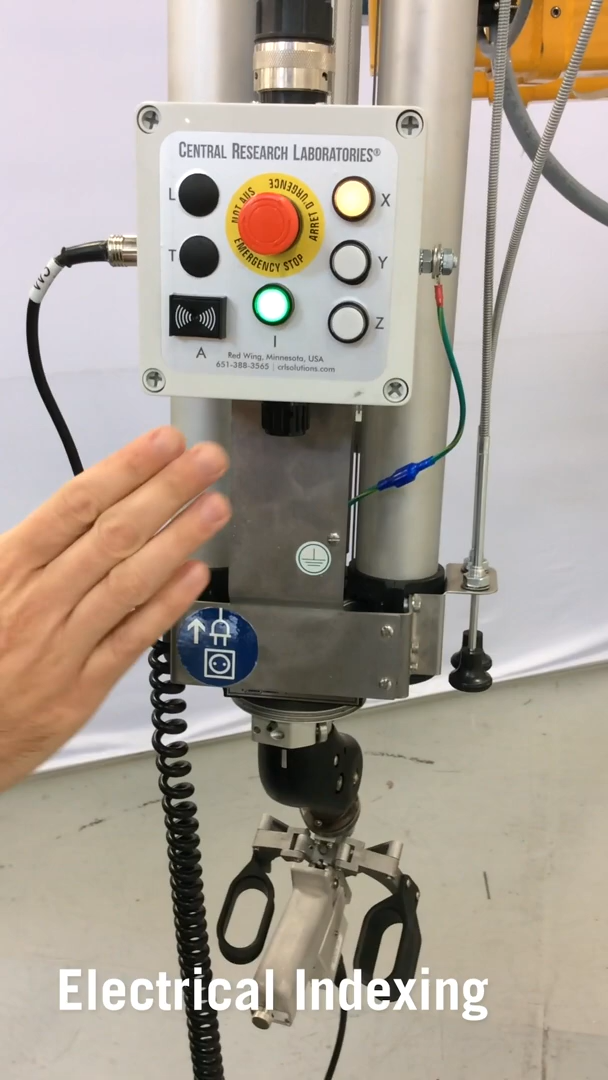 CENTRAL RESEARCH LABORATORIES®
L
NOT AUS
ARRET D'URGENCE
EMERGENCY STOP
X
T
Y
A
I
Z
Red Wing, Minnesota, USA
651-388-3565 | crlsolutions.com
Electrical Indexing